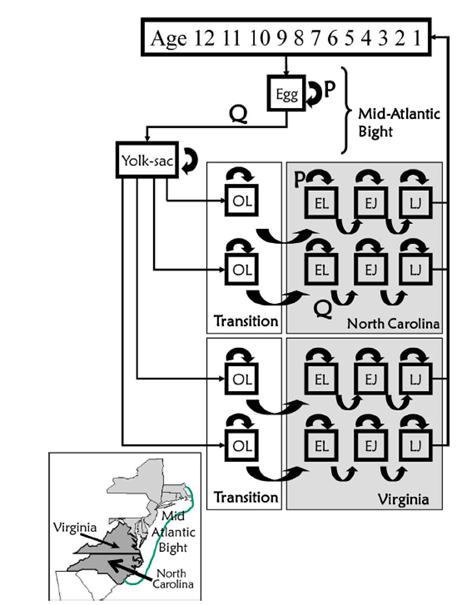 Age 12 11 10 9 8 7 6 5 4 3 2 1
Egg
P
Q
Mid-Atlantic
Bight
Yolk-sac
OL
P
EL
EJ
LJ
OL
EL
EJ
LJ
Q
Transition
North Carolina
OL
EL
EJ
LJ
OL
EL
EJ
LJ
Transition
Virginia
Mid
Atlantic
Bight
Virginia
North
Carolina